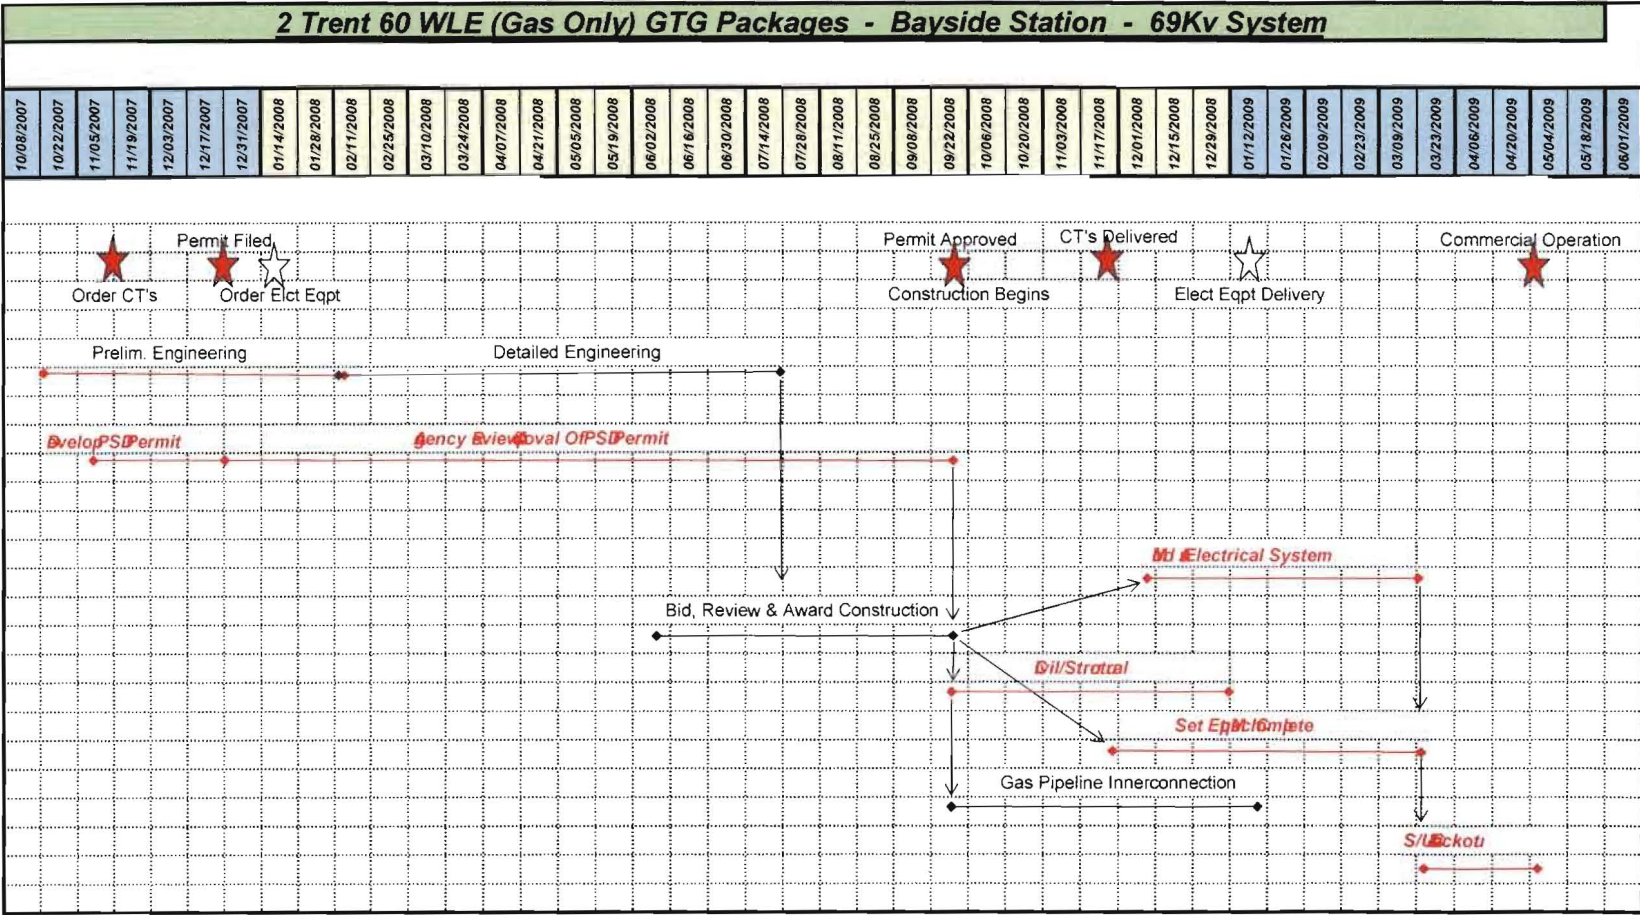 2 Trent 60 WLE (Gas Only) GTG Packages - Bayside Station - 69Kv System
10/08/2007 10/22/2007 11/05/2007 11/19/2007 12/03/2007 12/17/2007 12/31/2007 01/14/2008 01/28/2008 02/11/2008 02/25/2008 03/10/2008 03/24/2008 04/07/2008 04/21/2008 05/05/2008 05/19/2008 06/02/2008 06/16/2008 06/30/2008 07/14/2008 07/28/2008 08/11/2008 08/25/2008 09/08/2008 09/22/2008 10/06/2008 10/20/2008 11/03/2008 11/17/2008 12/01/2008 12/15/2008 12/29/2008 01/12/2009 01/26/2009 02/09/2009 02/23/2009 03/09/2009 03/23/2009 04/06/2009 04/20/2009 05/04/2009 05/18/2009 06/01/2009
Permit Filed
Permit Approved
CT's Delivered
Commercial Operation
Order CT's
Order Elct Eqpt
Construction Begins
Elect Eqpt Delivery
Prelim. Engineering
Detailed Engineering
PSD Permit
Of PSD Permit
Electrical System
Bid, Review & Award Construction
Set
Gas Pipeline Innerconnection